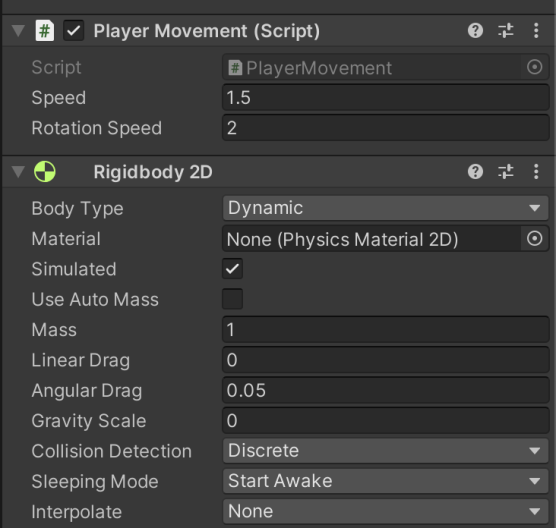 Player Movement (Script)
Script PlayerMovement
Speed 1.5
Rotation Speed 2
Rigidbody 2D
Body Type Dynamic
Material None (Physics Material 2D)
Simulated
Use Auto Mass
Mass 1
Linear Drag 0
Angular Drag 0.05
Gravity Scale 0
Collision Detection Discrete
Sleeping Mode Start Awake
Interpolate None